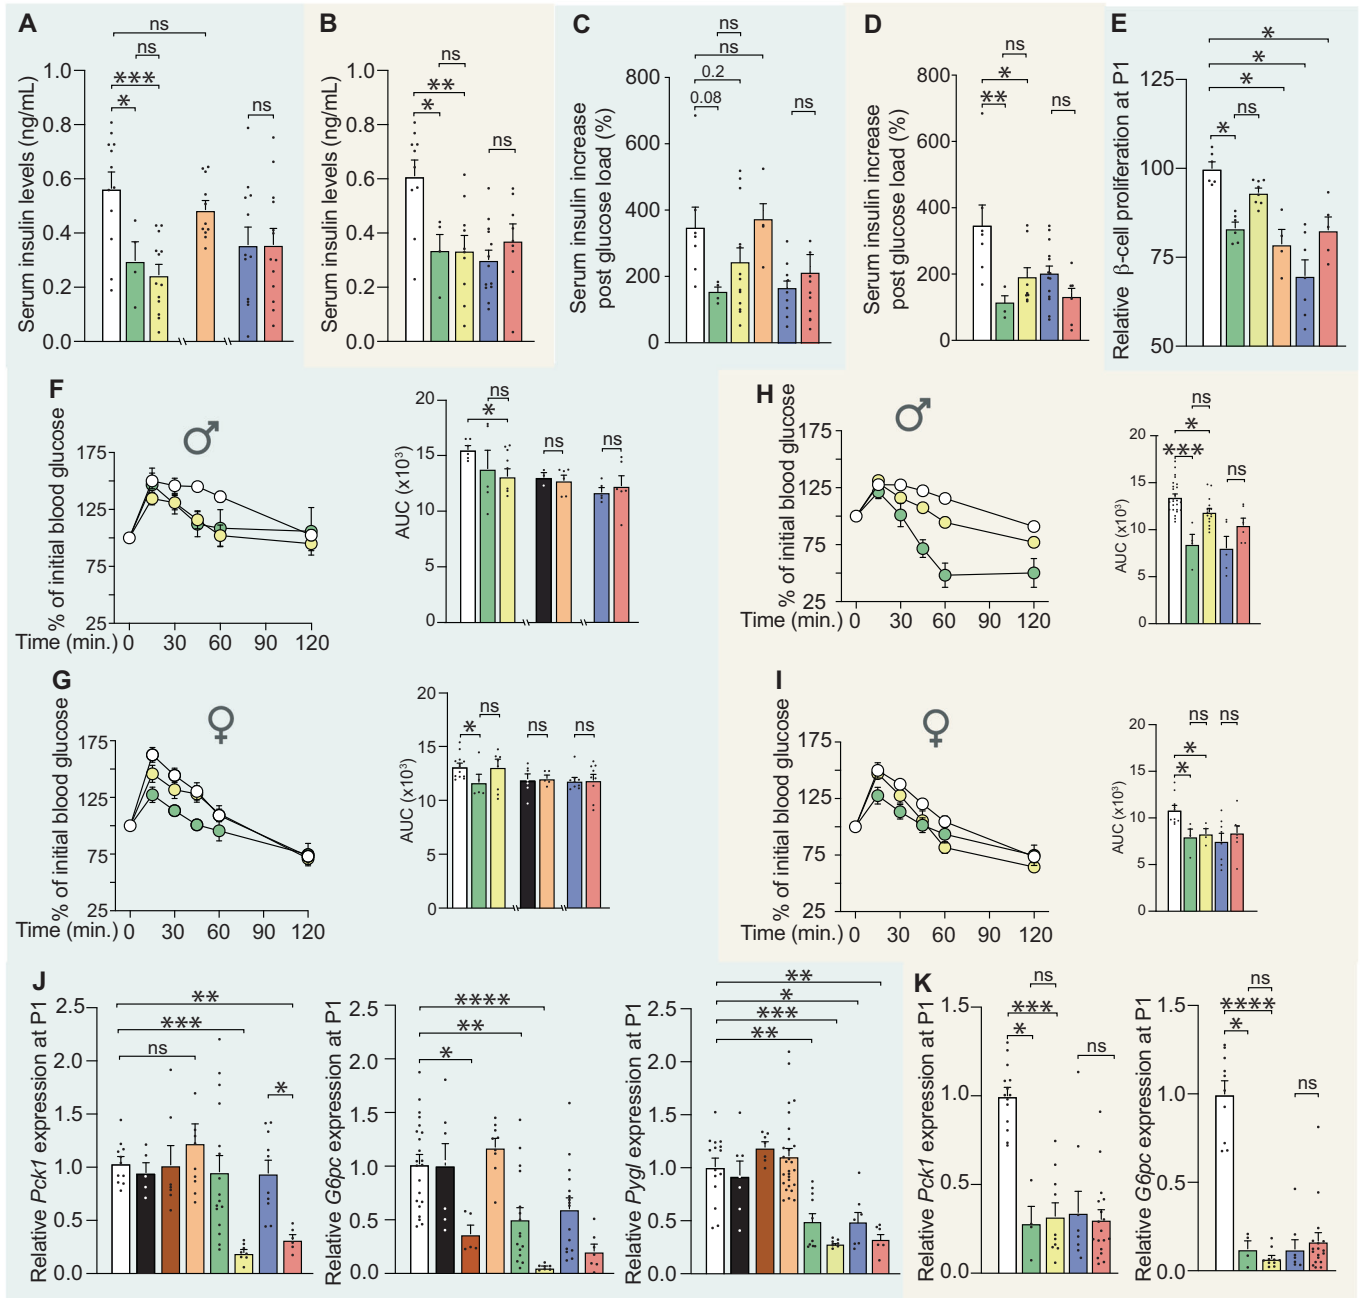 A
ns
ns
***
*
ns
1.0
0.8
0.6
0.4
0.2
0.0
Serum insulin levels (ng/mL)
B
ns
**
*
ns
1.0
0.8
0.6
0.4
0.2
0.0
Serum insulin levels (ng/mL)
C
ns
ns
0.2
0.08
ns
800
600
400
200
0
Serum insulin increase
post glucose load (%)
D
ns
*
**
ns
800
600
400
200
0
Serum insulin increase
post glucose load (%)
E
*
*
*
ns
*
125
100
75
50
Relative β-cell proliferation at P1
F
♂
175
125
75
25
% of initial blood glucose
Time (min.) 0 30 60 90 120
ns
*
ns
ns
20
15
10
5
0
AUC (x10³)
H
♂
175
125
75
25
% of initial blood glucose
Time (min.) 0 30 60 90 120
ns
*
***
ns
20
15
10
5
0
AUC (x10³)
G
♀
175
125
75
25
% of initial blood glucose
Time (min.) 0 30 60 90 120
ns
*
ns
ns
20
15
10
5
0
AUC (x10³)
I
♀
175
125
75
25
% of initial blood glucose
Time (min.) 0 30 60 90 120
ns
ns
*
*
20
15
10
5
0
AUC (x10³)
J
**
***
ns
*
2.5
2.0
1.5
1.0
0.5
0.0
Relative Pck1 expression at P1
****
**
*
2.5
2.0
1.5
1.0
0.5
0.0
Relative G6pc expression at P1
**
*
***
**
2.5
2.0
1.5
1.0
0.5
0.0
Relative Pygl expression at P1
K
ns
***
*
ns
1.5
1.0
0.5
0.0
Relative Pck1 expression at P1
ns
****
*
ns
1.5
1.0
0.5
0.0
Relative G6pc expression at P1